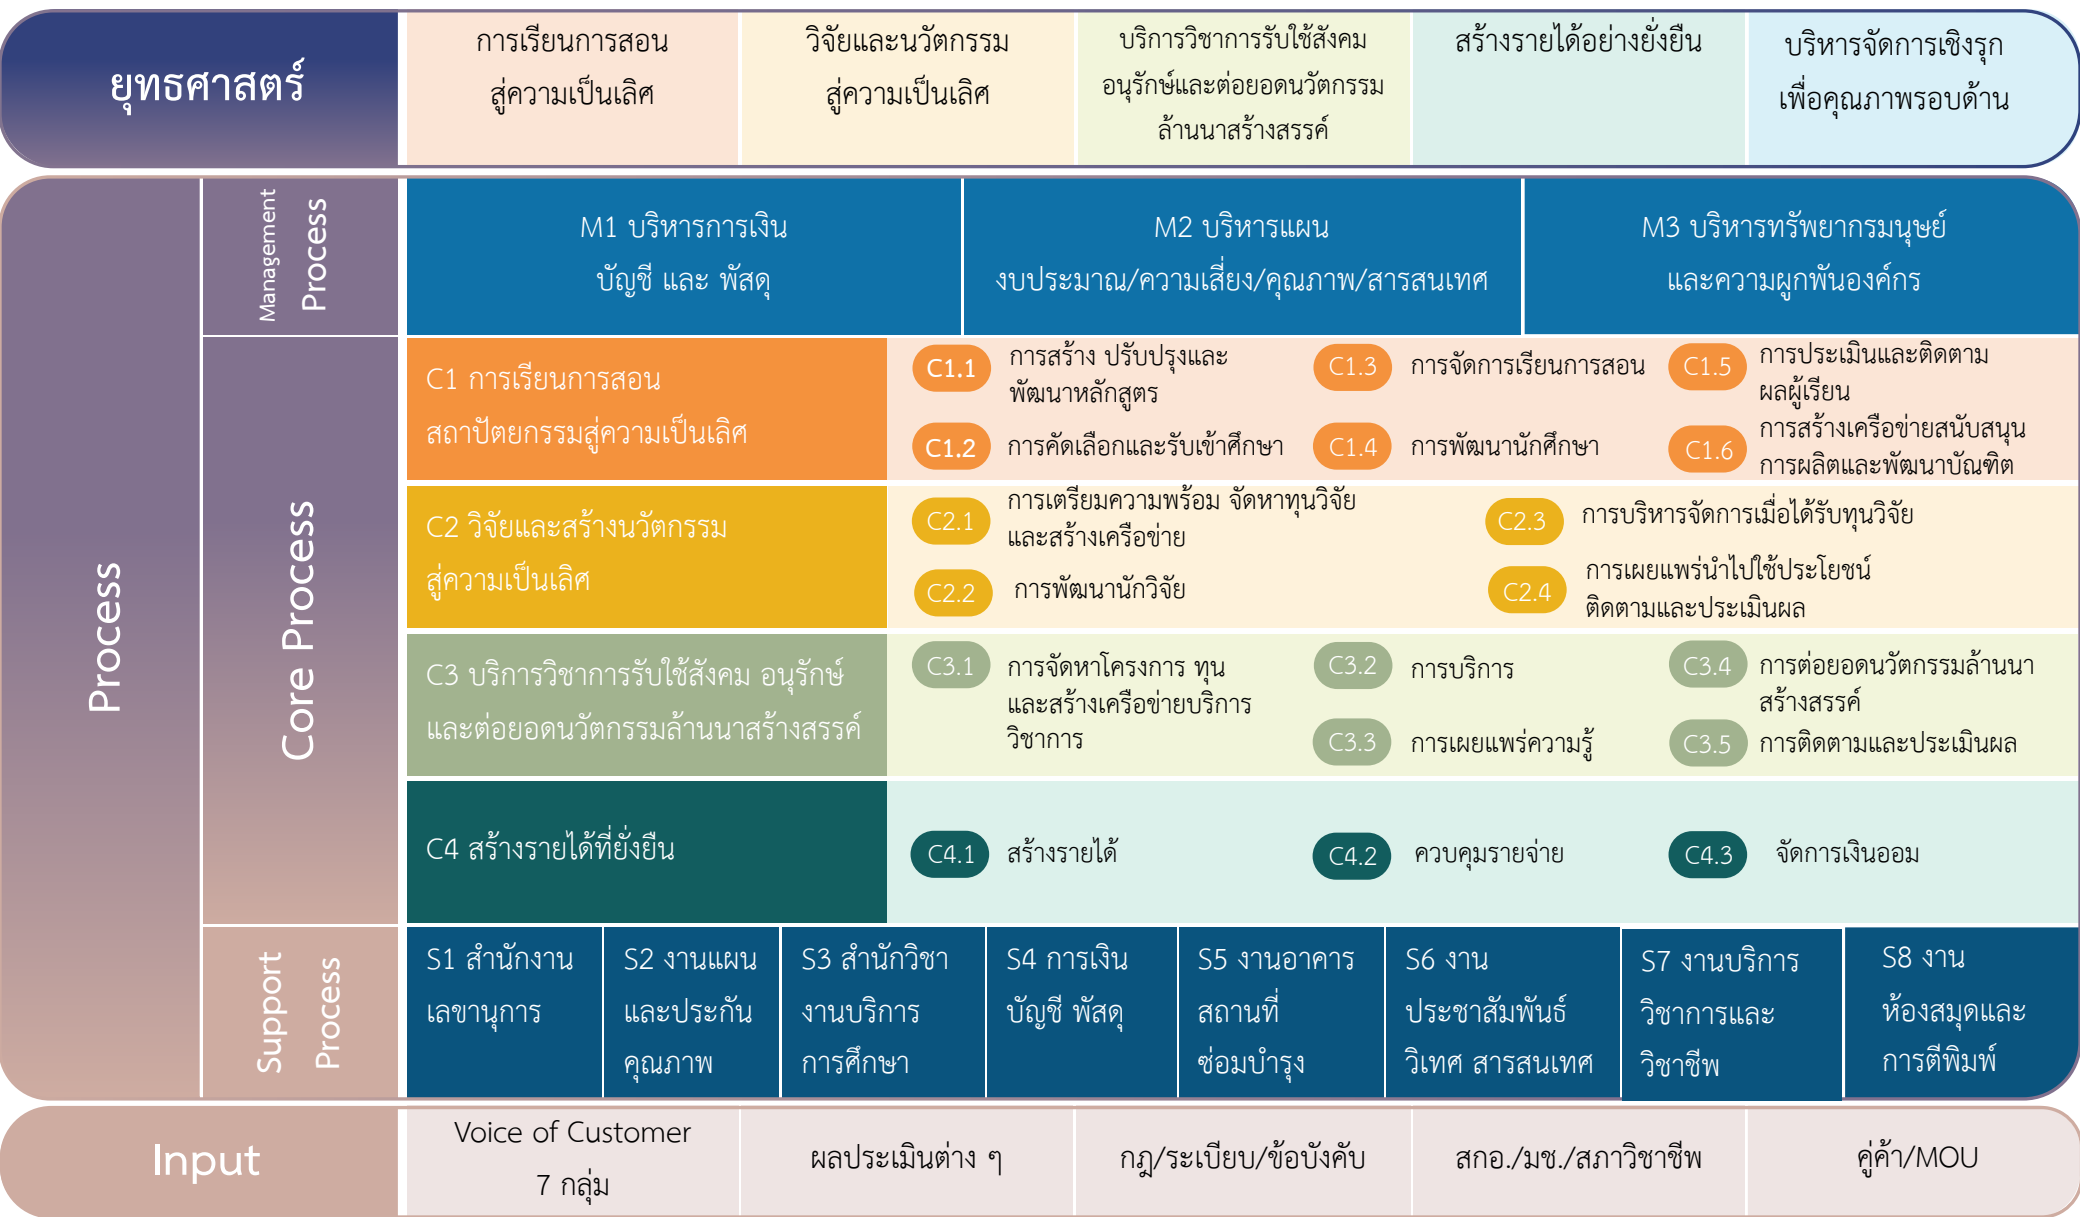 ยุทธศาสตร์
การเรียนการสอน
สู่ความเป็นเลิศ
วิจัยและนวัตกรรม
สู่ความเป็นเลิศ
บริการวิชาการรับใช้สังคม
อนุรักษ์และต่อยอดนวัตกรรม
ล้านนาสร้างสรรค์
สร้างรายได้อย่างยั่งยืน
บริหารจัดการเชิงรุก
เพื่อคุณภาพรอบด้าน
Process
Management
Process
M1 บริหารการเงิน
บัญชี และ พัสดุ
M2 บริหารแผน
งบประมาณ/ความเสี่ยง/คุณภาพ/สารสนเทศ
M3 บริหารทรัพยากรมนุษย์
และความผูกพันองค์กร
Core Process
C1 การเรียนการสอน
สถาปัตยกรรมสู่ความเป็นเลิศ
C1.1 การสร้าง ปรับปรุงและ
พัฒนาหลักสูตร
C1.2 การคัดเลือกและรับเข้าศึกษา
C1.3 การจัดการเรียนการสอน
C1.4 การพัฒนานักศึกษา
C1.5 การประเมินและติดตาม
ผลผู้เรียน
C1.6 การสร้างเครือข่ายสนับสนุน
การผลิตและพัฒนาบัณฑิต
C2 วิจัยและสร้างนวัตกรรม
สู่ความเป็นเลิศ
C2.1 การเตรียมความพร้อม จัดหาทุนวิจัย
และสร้างเครือข่าย
C2.2 การพัฒนานักวิจัย
C2.3 การบริหารจัดการเมื่อได้รับทุนวิจัย
C2.4 การเผยแพร่นำไปใช้ประโยชน์
ติดตามและประเมินผล
C3 บริการวิชาการรับใช้สังคม อนุรักษ์
และต่อยอดนวัตกรรมล้านนาสร้างสรรค์
C3.1 การจัดหาโครงการ ทุน
และสร้างเครือข่ายบริการ
วิชาการ
C3.2 การบริการ
C3.3 การเผยแพร่ความรู้
C3.4 การต่อยอดนวัตกรรมล้านนา
สร้างสรรค์
C3.5 การติดตามและประเมินผล
C4 สร้างรายได้ที่ยั่งยืน
C4.1 สร้างรายได้
C4.2 ควบคุมรายจ่าย
C4.3 จัดการเงินออม
Support
Process
S1 สำนักงาน
เลขานุการ
S2 งานแผน
และประกัน
คุณภาพ
S3 สำนักวิชา
งานบริการ
การศึกษา
S4 การเงิน
บัญชี พัสดุ
S5 งานอาคาร
สถานที่
ซ่อมบำรุง
S6 งาน
ประชาสัมพันธ์
วิเทศ สารสนเทศ
S7 งานบริการ
วิชาการและ
วิชาชีพ
S8 งาน
ห้องสมุดและ
การตีพิมพ์
Input
Voice of Customer
7 กลุ่ม
ผลประเมินต่าง ๆ
กฎ/ระเบียบ/ข้อบังคับ
สกอ./มช./สภาวิชาชีพ
คู่ค้า/MOU